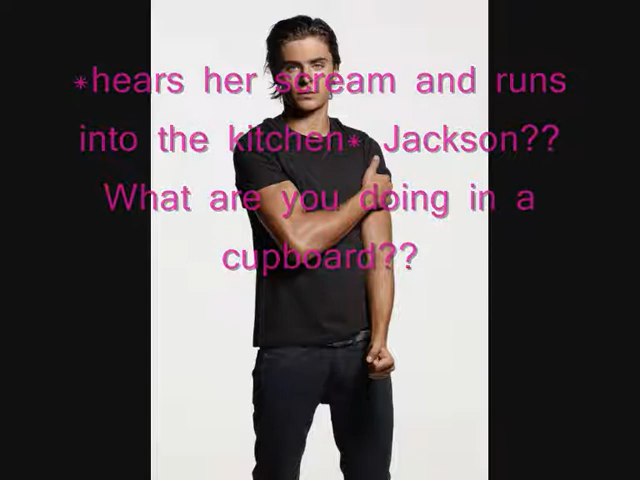 *hears her scream and runs
into the kitchen* Jackson??
What are you doing in a
cupboard??